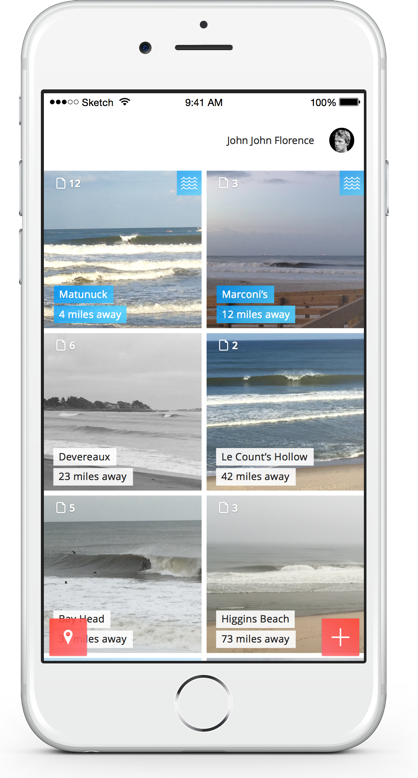 Sketch 9:41 AM 100%
John John Florence
12
3
Matunuck
4 miles away
Marconi's
12 miles away
6
2
Devereaux
23 miles away
Le Count's Hollow
42 miles away
5
3
Bay Head
miles away
Higgins Beach
73 miles away